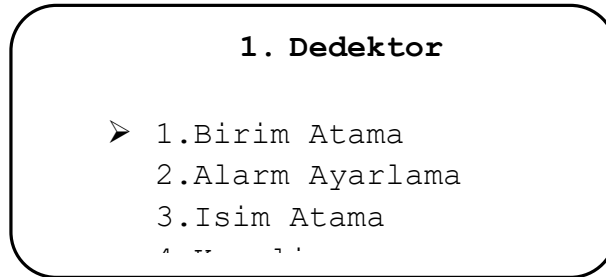 1. Dedektor
➢ 1.Birim Atama
2.Alarm Ayarlama
3.Isim Atama